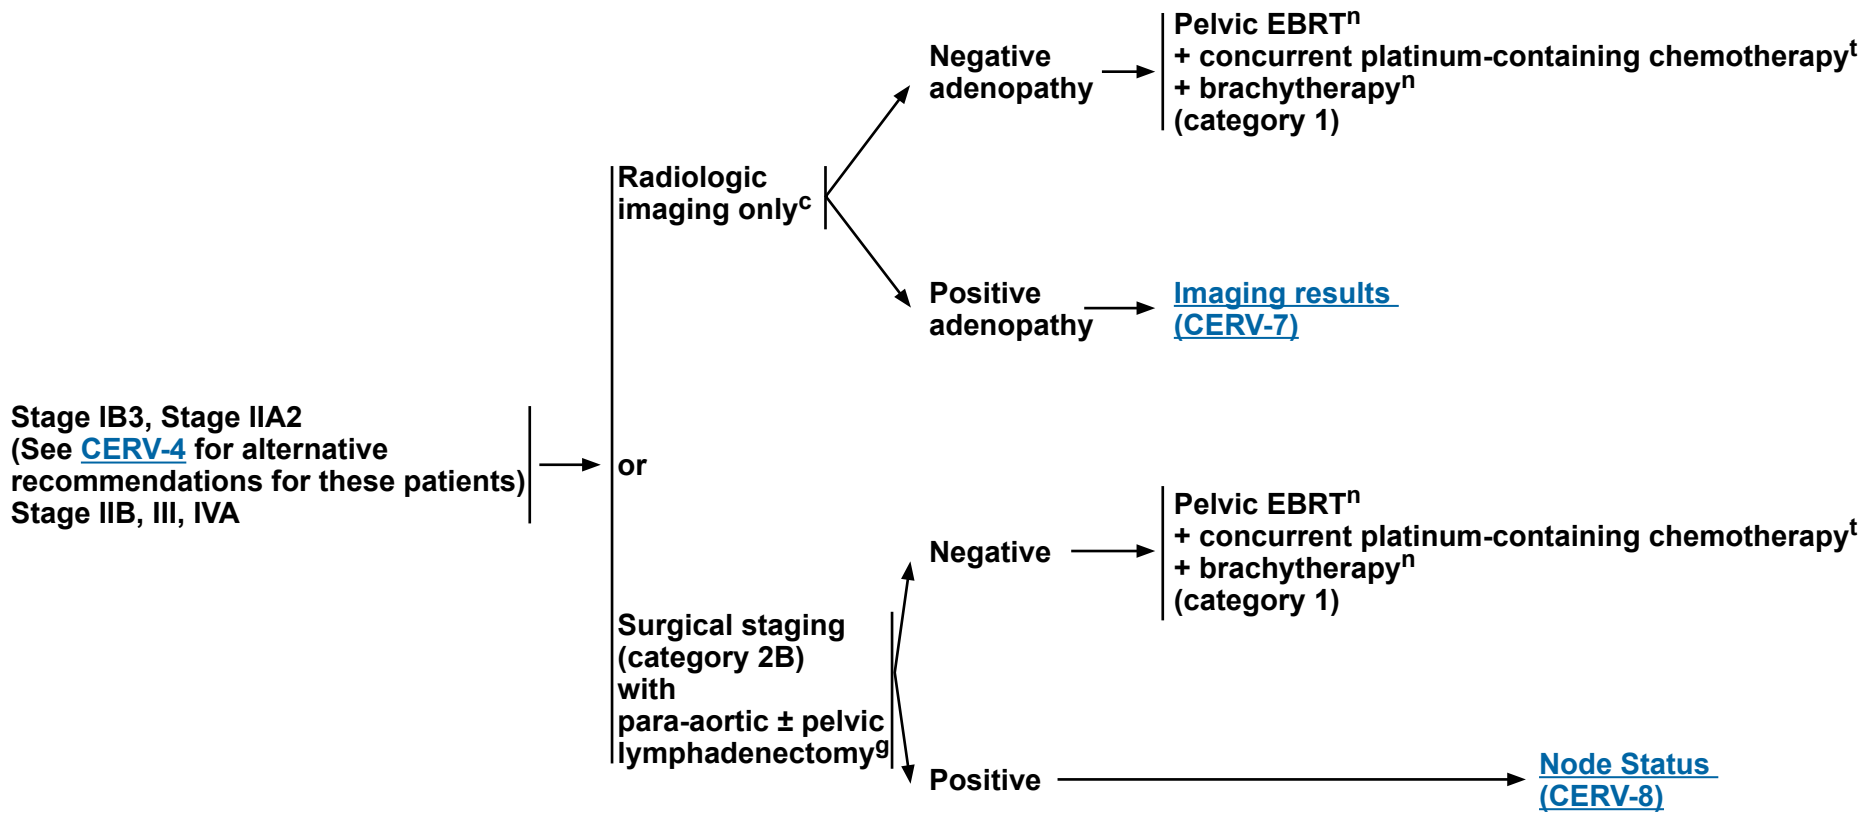 Stage IB3, Stage IIA2
(See CERV-4 for alternative
recommendations for these patients)
Stage IIB, III, IVA
Radiologic
imaging onlyᶜ
or
Surgical staging
(category 2B)
with
para-aortic ± pelvic
lymphadenectomyᵍ
Negative
adenopathy
Pelvic EBRTⁿ
+ concurrent platinum-containing chemotherapyᵗ
+ brachytherapyⁿ
(category 1)
Positive
adenopathy
Imaging results
(CERV-7)
Negative
Pelvic EBRTⁿ
+ concurrent platinum-containing chemotherapyᵗ
+ brachytherapyⁿ
(category 1)
Positive
Node Status
(CERV-8)